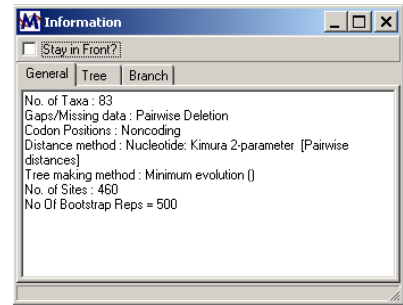 Information
Stay in Front?
General Tree Branch
No. of Taxa : 83
Gaps/Missing data : Pairwise Deletion
Codon Positions : Noncoding
Distance method : Nucleotide: Kimura 2-parameter [Pairwise
distances]
Tree making method : Minimum evolution ()
No. of Sites : 460
No Of Bootstrap Reps = 500